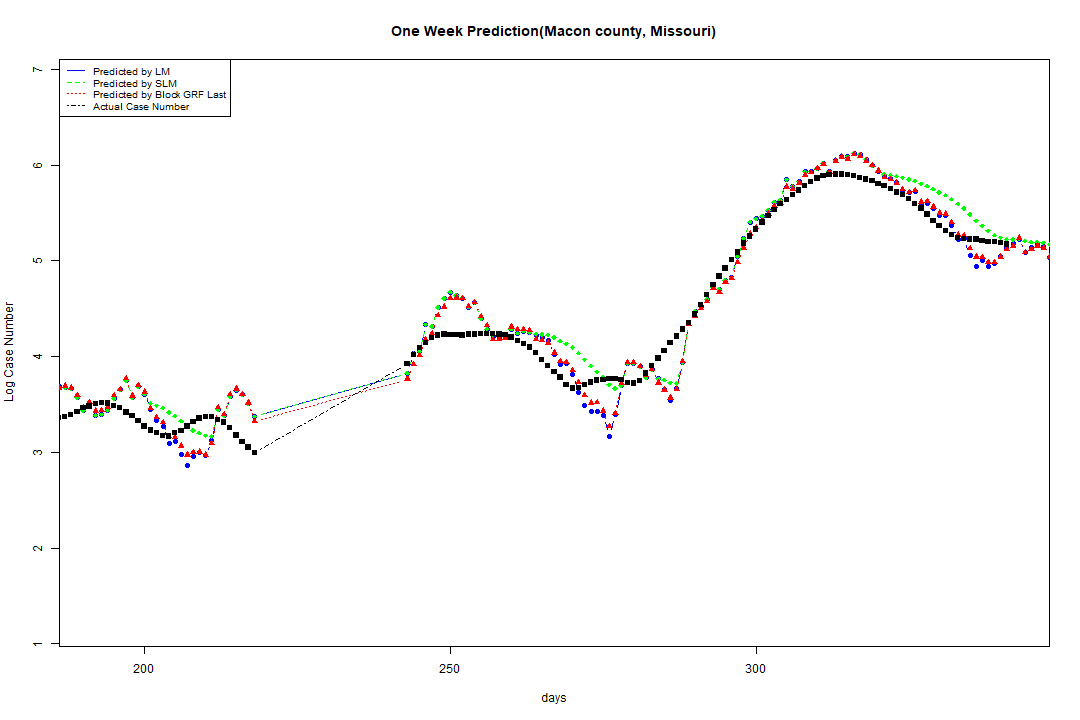 One Week Prediction(Macon county, Missouri)
Predicted by LM
Predicted by SLM
Predicted by Block GRF Last
Actual Case Number
7
6
5
4
3
2
1
Log Case Number
200
250
300
days